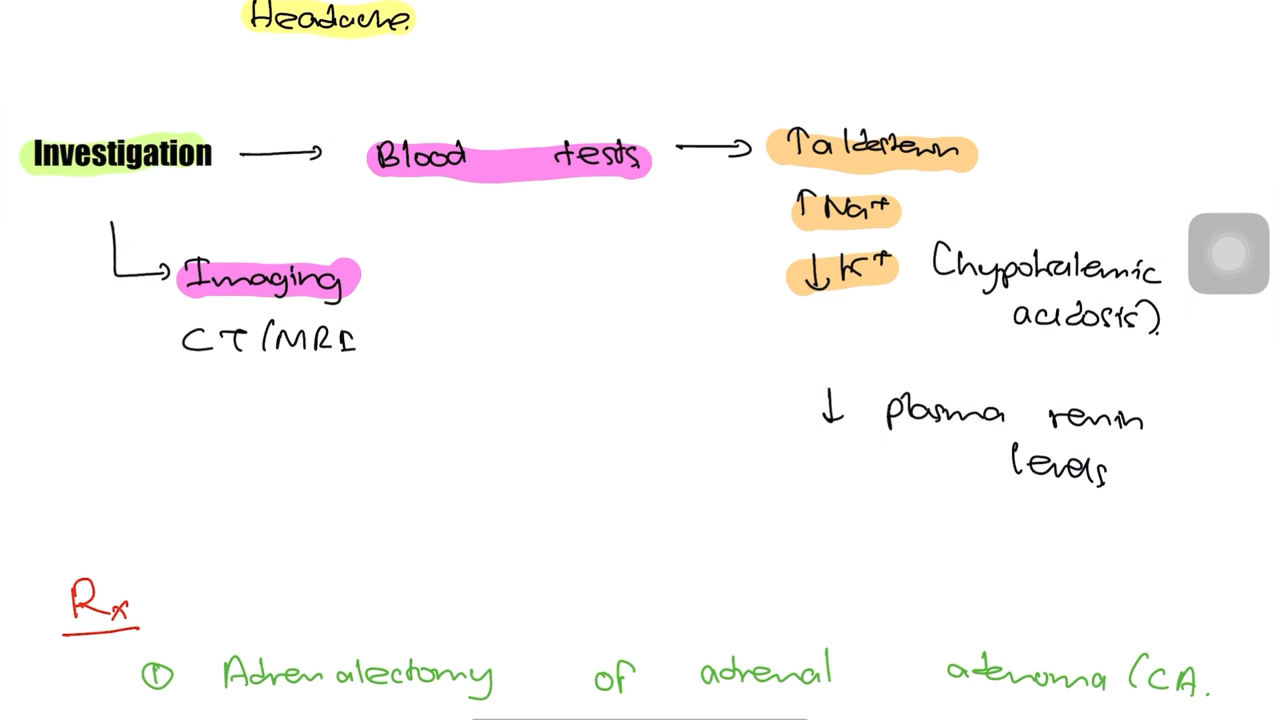 Headache.
Investigation → Blood tests → ↑ aldestern
↑ Na+
↓ K+ (hypokalemic
acidosis)
Imaging
CT/MRI
↓ plasma renin
levels
Rx
① Adrenalectomy of adrenal adenoma (CA.